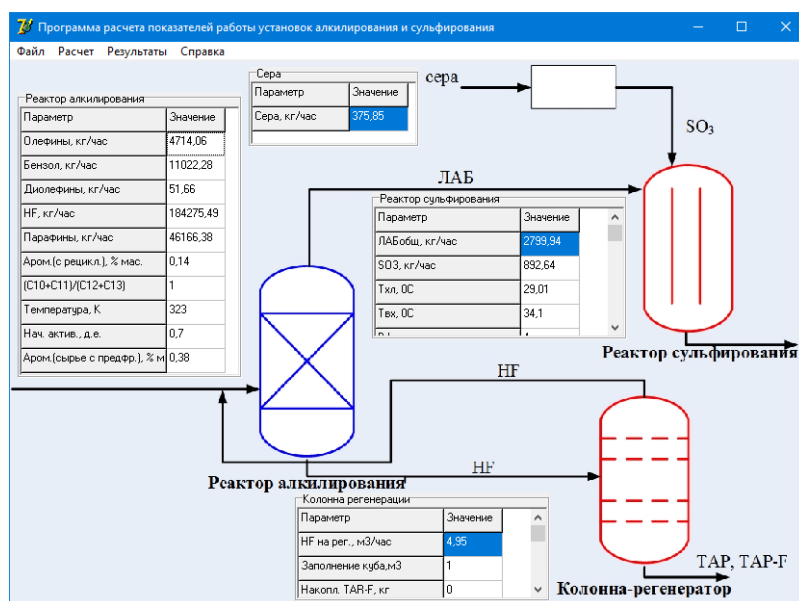 Программа расчета показателей работы установок алкилирования и сульфирования
Файл Расчет Результаты Справка
Реактор алкилирования
Параметр Значение
Олефины, кг/час 4714,06
Бензол, кг/час 11022,28
Диолефины, кг/час 51,66
HF, кг/час 184275,49
Парафины, кг/час 46166,38
Аром.(с рецикл.), % мас. 0,14
(C10+C11)/(C12+C13) 1
Температура, К 323
Нач. актив., д.е. 0,7
Аром.(сырье с предфр.), % м 0,38
Сера
Параметр Значение
Сера, кг/час 375,85
сера
SO3
ЛАБ
Реактор сульфирования
Параметр Значение
ЛАБобщ, кг/час 2799,94
SO3, кг/час 892,64
Тхл, 0С 29,01
Твх, 0С 34,1
Реактор сульфирования
HF
Реактор алкилирования
HF
Колонна регенерации
Параметр Значение
HF на рег., м3/час 4,95
Заполнение куба,м3 1
Накопл. TAR-F, кг 0
TAP, TAP-F
Колонна-регенератор